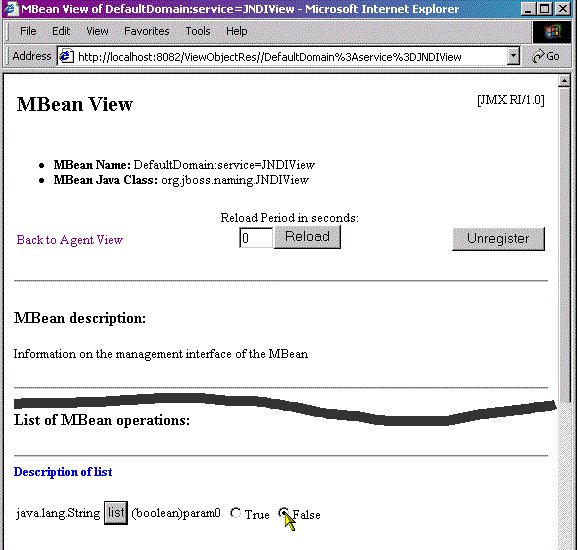 MBean View of DefaultDomain:service=JNDIView - Microsoft Internet Explorer
File Edit View Favorites Tools Help
Address http://localhost:8082/ViewObjectRes//DefaultDomain%3Aservice%3DJNDIView Go
MBean View [JMX RI/1.0]
• MBean Name: DefaultDomain:service=JNDIView
• MBean Java Class: org.jboss.naming.JNDIView
Reload Period in seconds:
Back to Agent View 0 Reload Unregister
MBean description:
Information on the management interface of the MBean
List of MBean operations:
Description of list
java.lang.String list (boolean)param0 True False